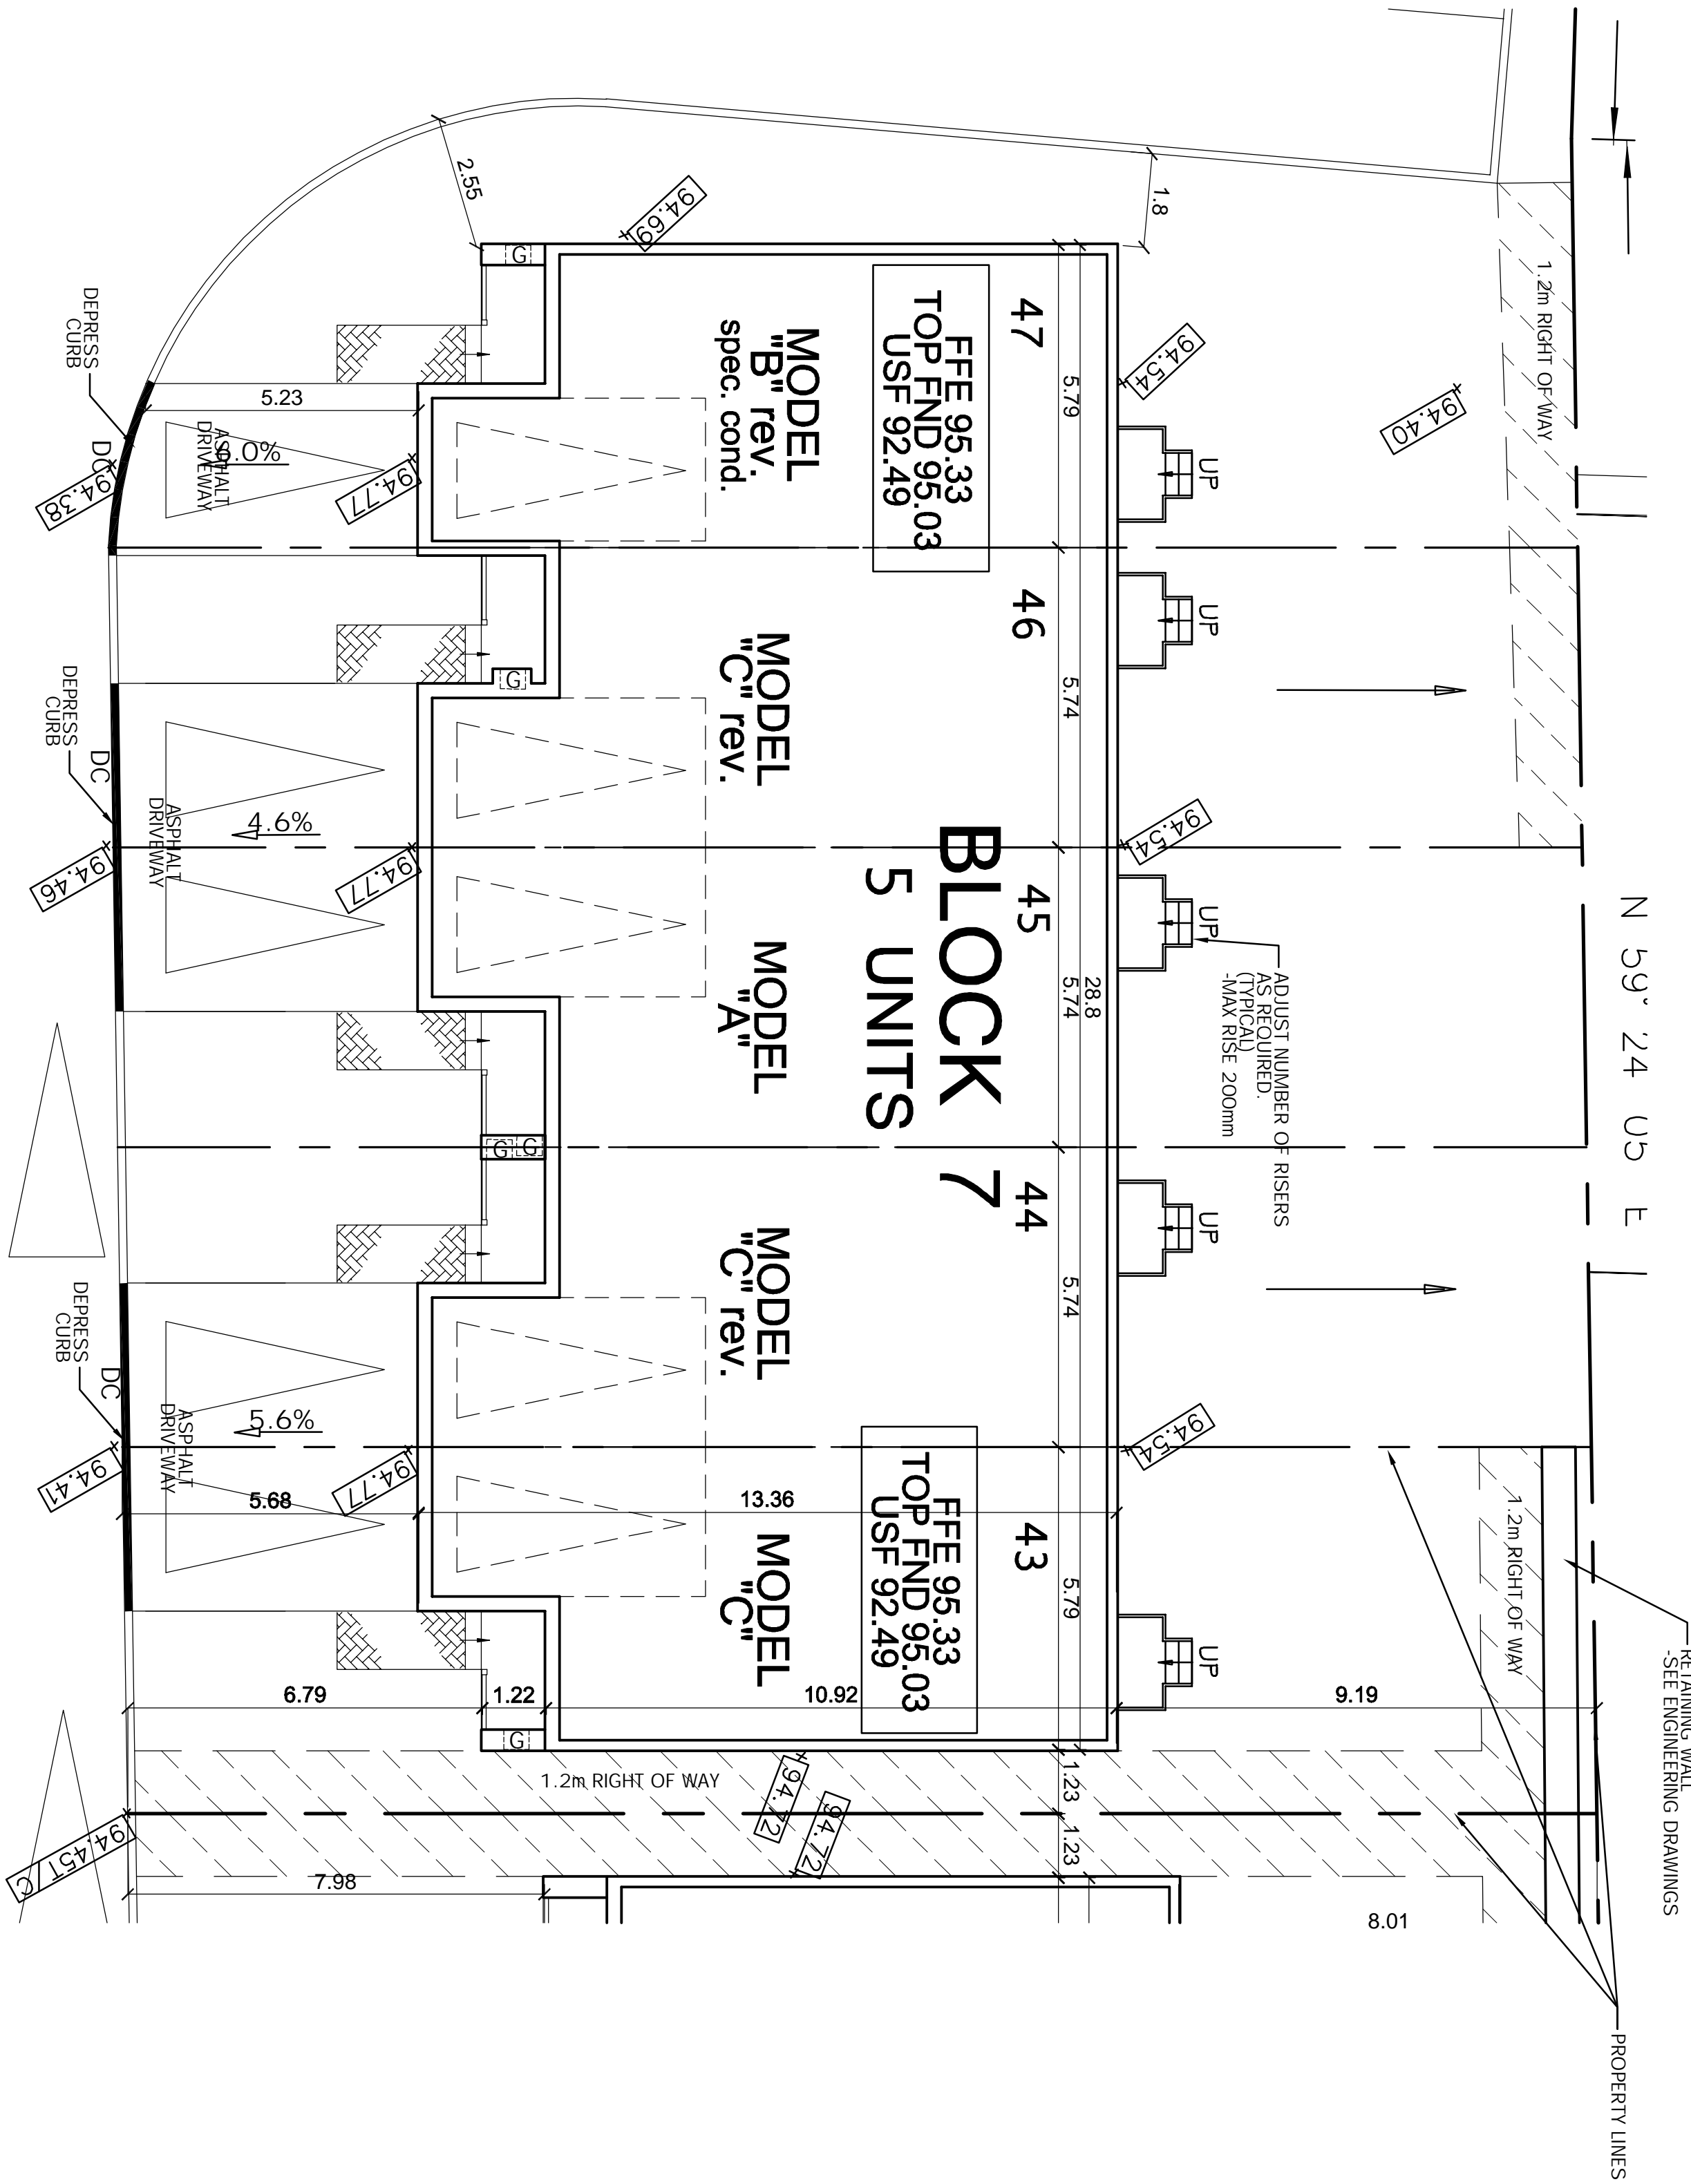 N 59° '24 05 E
RETAINING WALL
-SEE ENGINEERING DRAWINGS
PROPERTY LINES
1.2m RIGHT OF WAY
1.2m RIGHT OF WAY
94.40
ADJUST NUMBER OF RISERS
AS REQUIRED.
(TYPICAL)
-MAX RISE 200mm
9.19
8.01
UP
UP
UP
UP
UP
94.54
94.54
94.54
1.8
28.8
5.79
5.74
5.74
5.74
5.79
1.23
1.23
47
46
45
44
43
FFE 95.33
TOP FND 95.03
USF 92.49
BLOCK 7
5 UNITS
FFE 95.33
TOP FND 95.03
USF 92.49
MODEL
"B" rev.
spec. cond.
MODEL
"C" rev.
MODEL
"A"
MODEL
"C" rev.
MODEL
"C"
13.36
10.92
94.69
94.72
94.72
1.2m RIGHT OF WAY
2.55
G
G
G
G
G
1.22
6.79
7.98
5.68
5.23
94.77
94.77
94.77
6.0%
4.6%
5.6%
ASPHALT
DRIVEWAY
ASPHALT
DRIVEWAY
ASPHALT
DRIVEWAY
DC
DC
DC
94.38
94.46
94.41
94.45T/C
DEPRESS
CURB
DEPRESS
CURB
DEPRESS
CURB